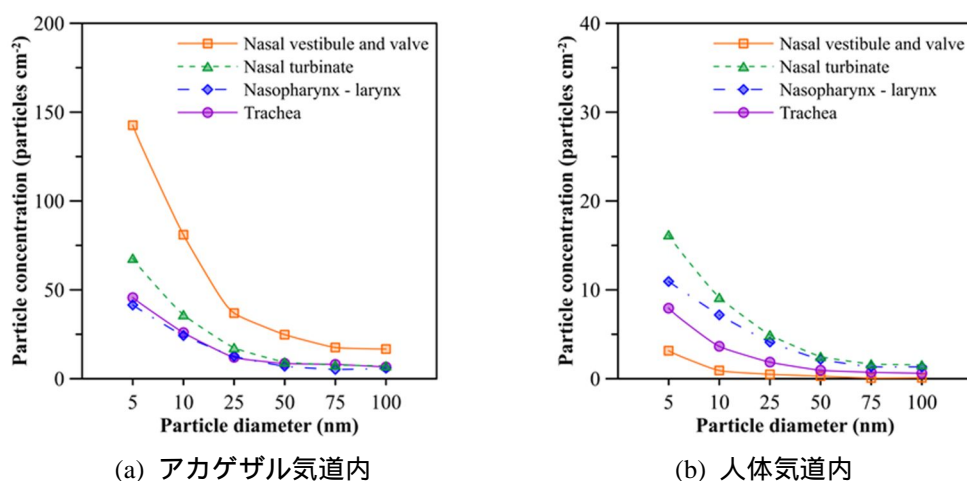 200
150
100
50
0
Particle concentration (particles cm⁻²)
Nasal vestibule and valve
Nasal turbinate
Nasopharynx - larynx
Trachea
5 10 25 50 75 100
Particle diameter (nm)
(a) アカゲザル気道内
40
30
20
10
0
Particle concentration (particles cm⁻²)
Nasal vestibule and valve
Nasal turbinate
Nasopharynx - larynx
Trachea
5 10 25 50 75 100
Particle diameter (nm)
(b) 人体気道内